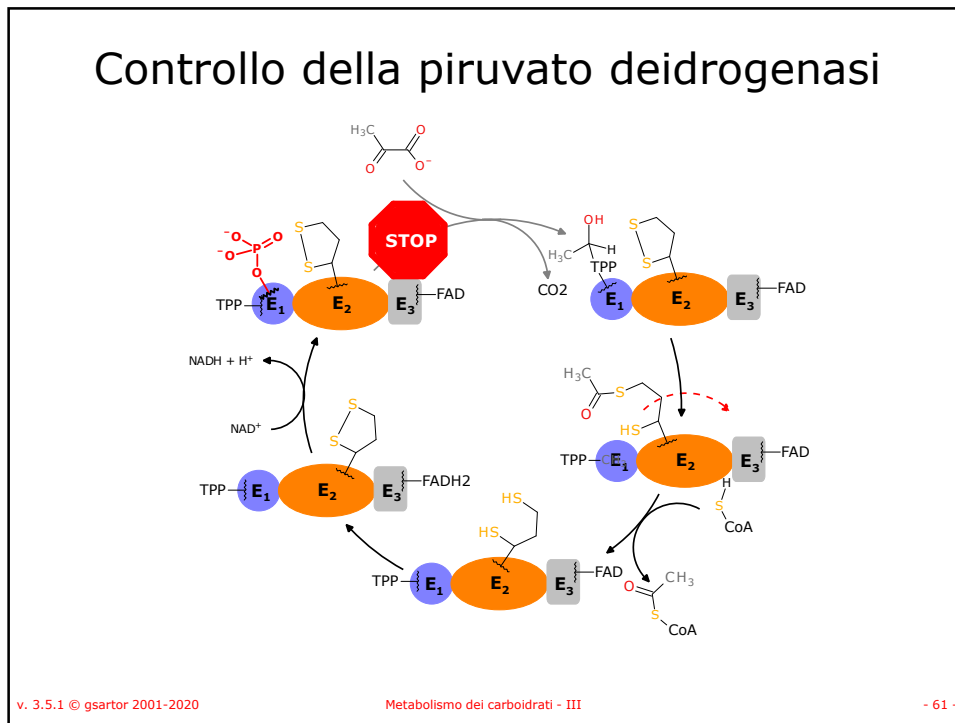 Controllo della piruvato deidrogenasi
H₃C
O
O
O⁻
STOP
⁻O
⁻O
P
O
O
S
S
TPP
E₁
E₂
E₃
FAD
CO2
OH
H₃C
H
TPP
S
S
E₁
E₂
E₃
FAD
NADH + H⁺
NAD⁺
H₃C
O
S
HS
TPP
E₁
E₂
E₃
FAD
H
S
CoA
S
S
TPP
E₁
E₂
E₃
FADH2
HS
HS
TPP
E₁
E₂
E₃
FAD
O
CH₃
S
CoA
v. 3.5.1 © gsartor 2001-2020
Metabolismo dei carboidrati - III
- 61 -